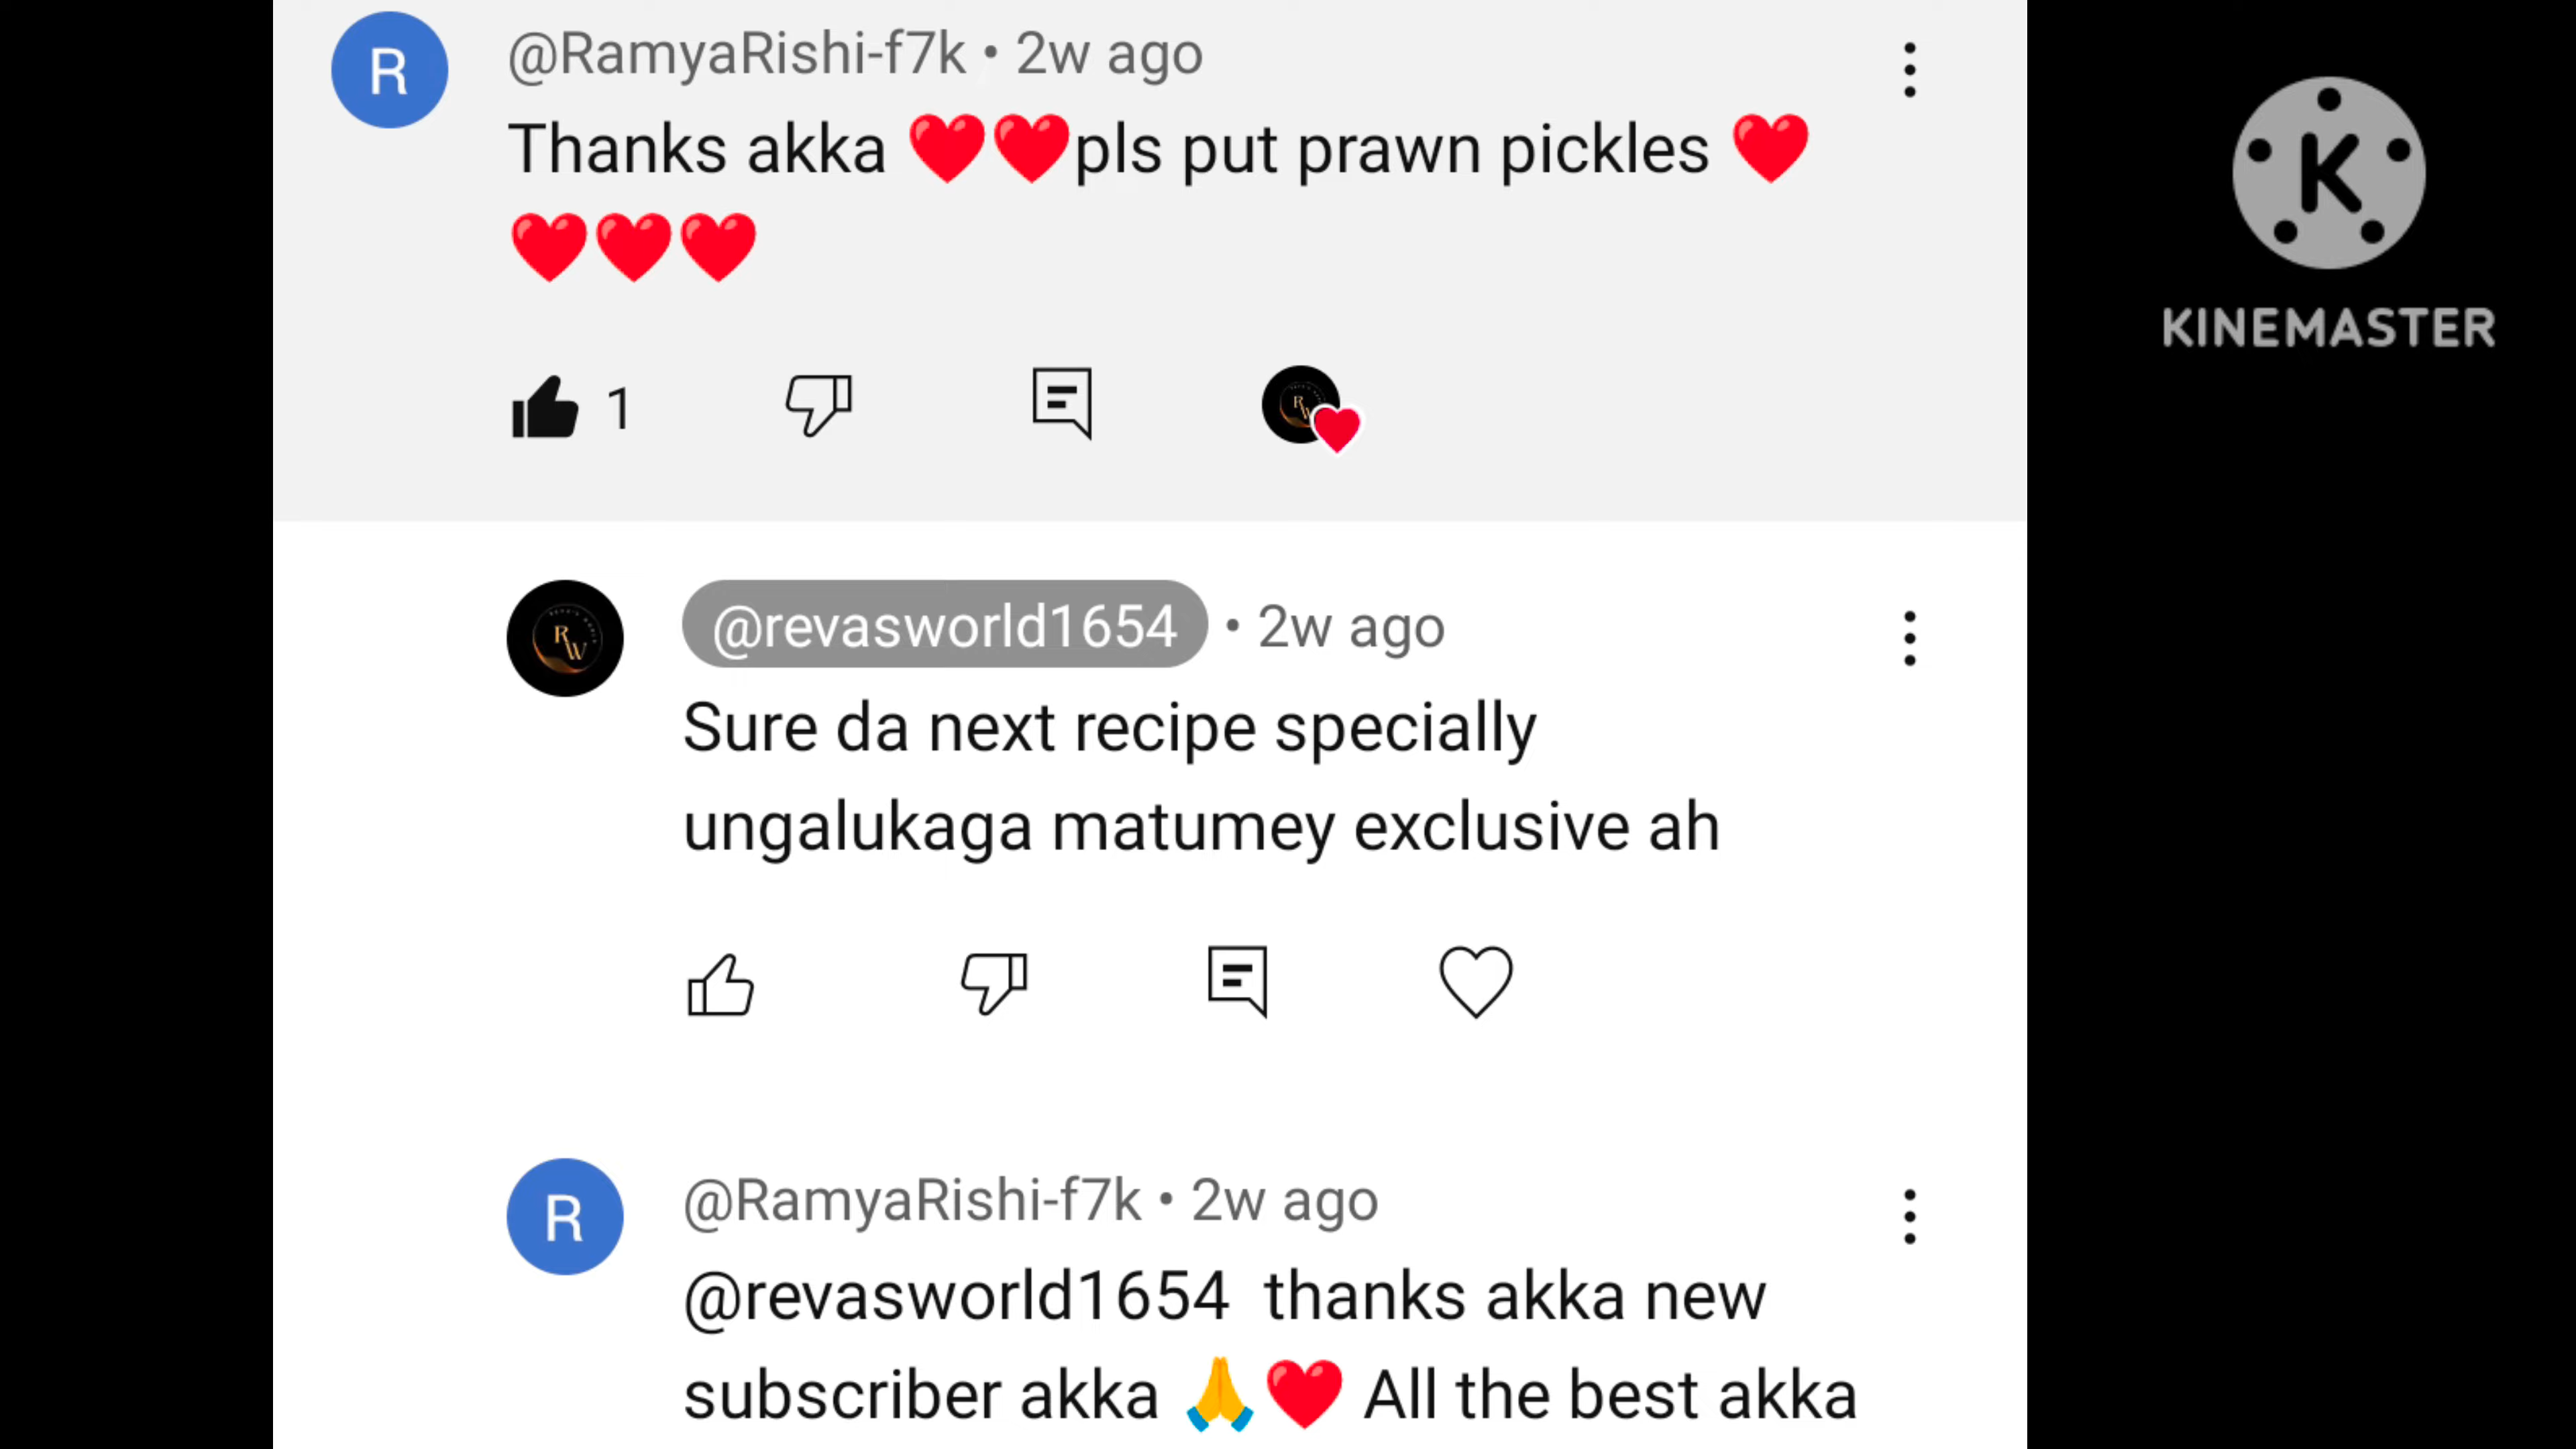 R
@RamyaRishi-f7k • 2w ago
Thanks akka ❤️❤️pls put prawn pickles ❤️
❤️❤️❤️
1
RW
@revasworld1654 • 2w ago
Sure da next recipe specially
ungalukaga matumey exclusive ah
R
@RamyaRishi-f7k • 2w ago
@revasworld1654 thanks akka new
subscriber akka 🙏❤️ All the best akka
K
KINEMASTER